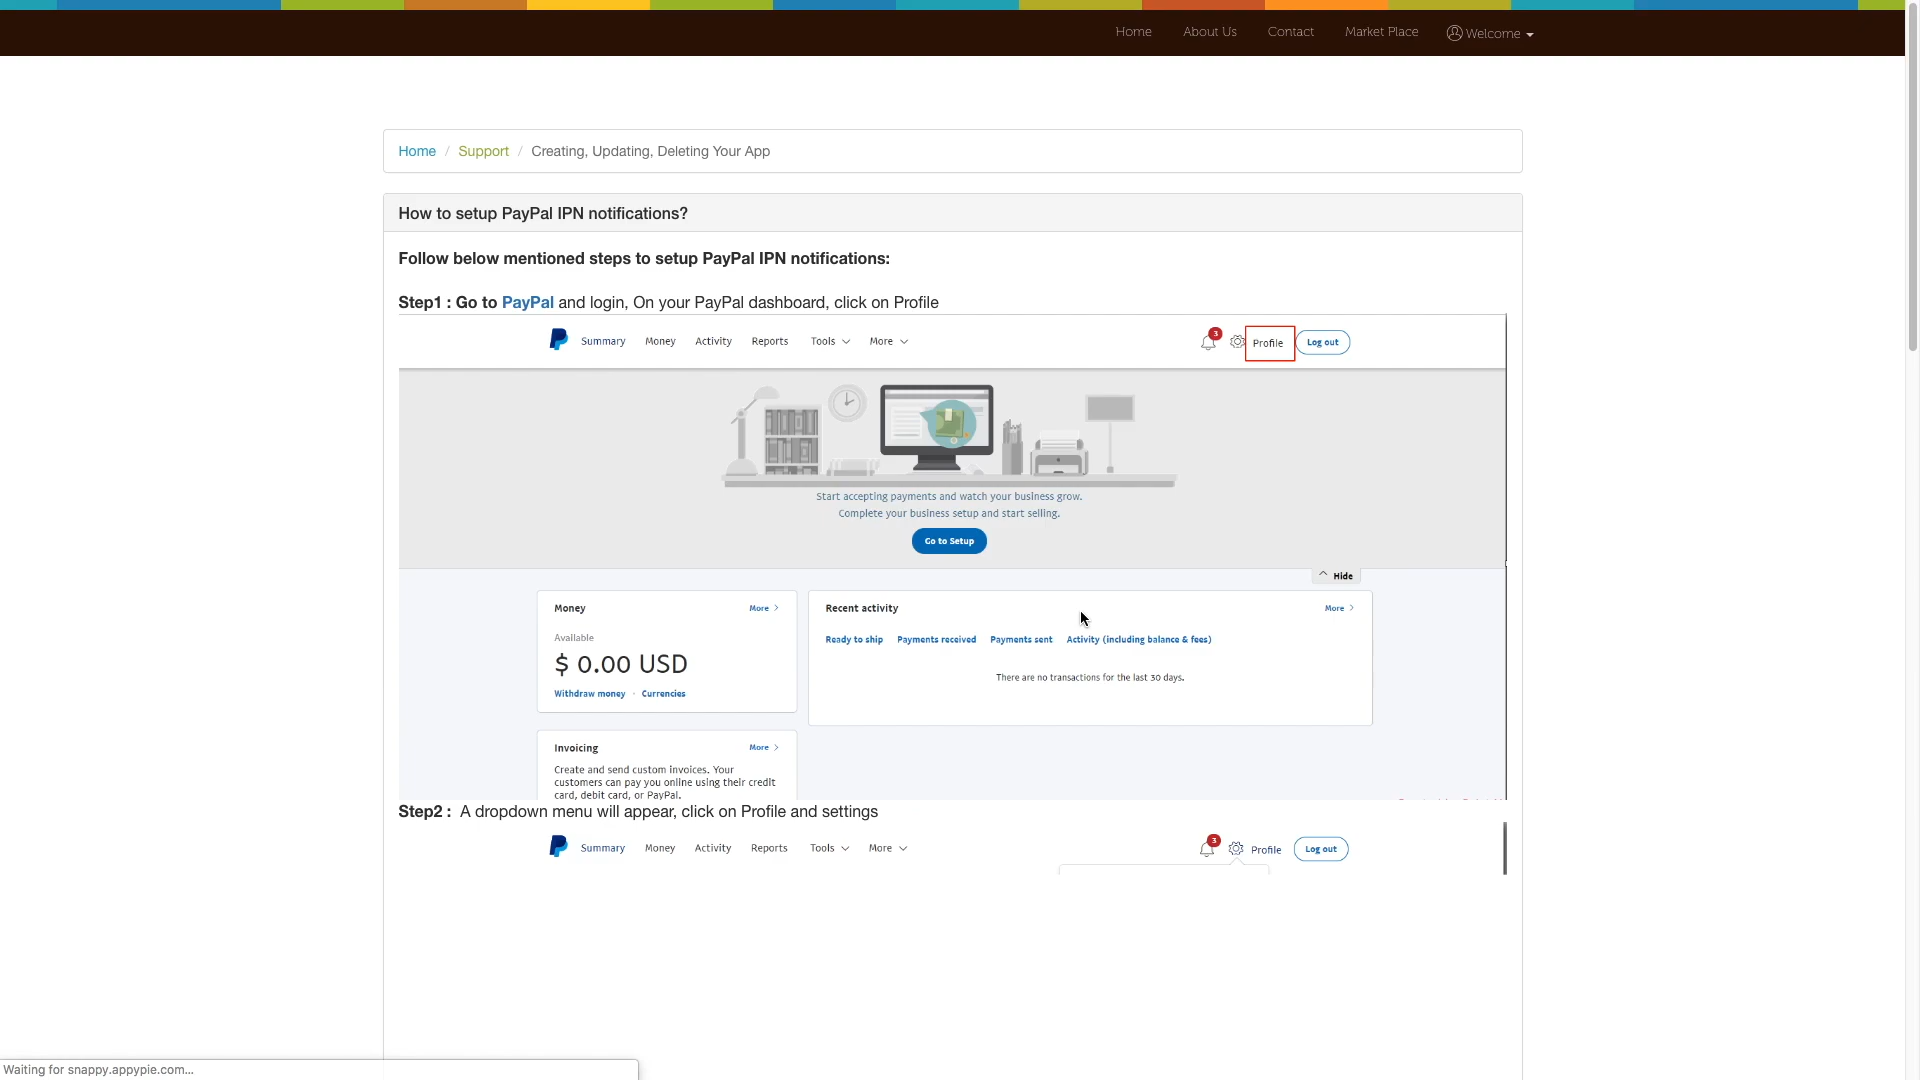 Home About Us Contact Market Place Welcome
Home / Support / Creating, Updating, Deleting Your App
How to setup PayPal IPN notifications?
Follow below mentioned steps to setup PayPal IPN notifications:
Step1 : Go to PayPal and login, On your PayPal dashboard, click on Profile
Summary Money Activity Reports Tools More 3 Profile Log out
Start accepting payments and watch your business grow.
Complete your business setup and start selling.
Go to Setup
Hide
Money More >
Available
$ 0.00 USD
Withdraw money · Currencies
Recent activity More >
Ready to ship Payments received Payments sent Activity (including balance & fees)
There are no transactions for the last 30 days.
Invoicing More >
Create and send custom invoices. Your
customers can pay you online using their credit
card, debit card, or PayPal.
Step2 : A dropdown menu will appear, click on Profile and settings
Summary Money Activity Reports Tools More 3 Profile Log out
Waiting for snappy.appypie.com...